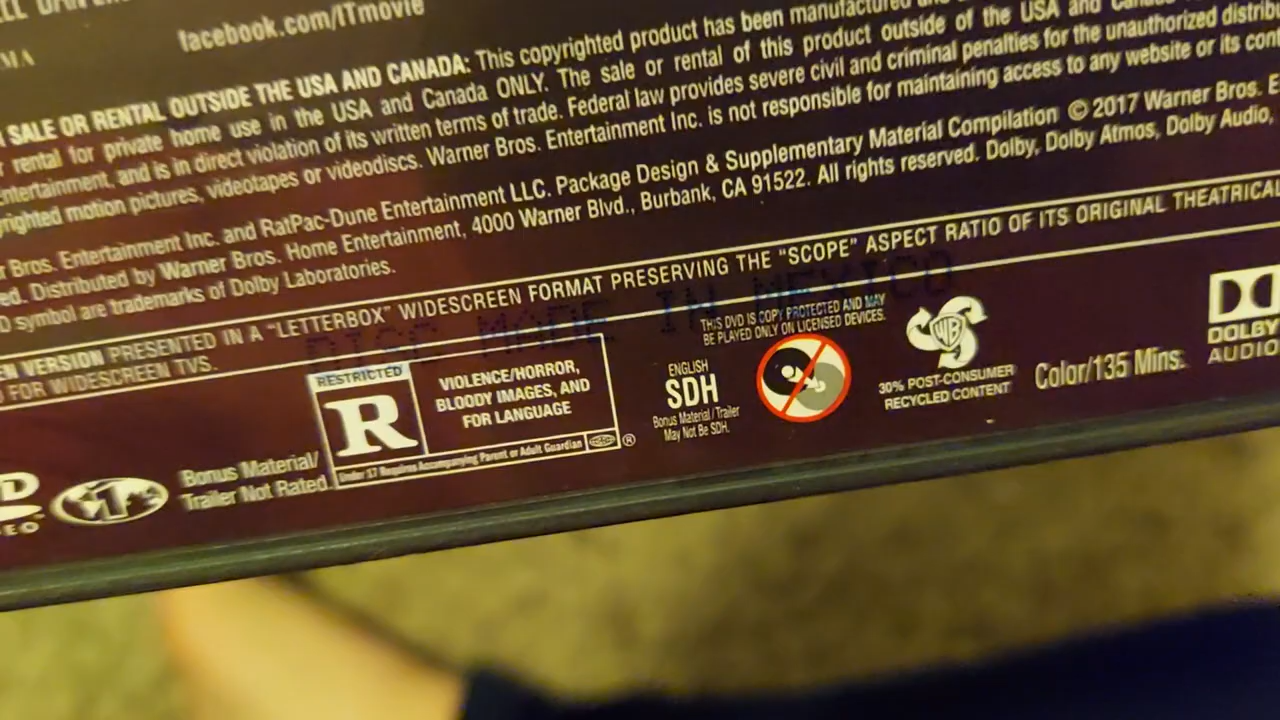 facebook.com/ITmovie
MA
SALE OR RENTAL OUTSIDE THE USA AND CANADA: This copyrighted product has been manufactured
rental for private home use in the USA and Canada ONLY. The sale or rental of this product outside of the USA and
ntertainment, and is in direct violation of its written terms of trade. Federal law provides severe civil and criminal penalties for the unauthorized distrib
righted motion pictures, videotapes or videodiscs. Warner Bros. Entertainment Inc. is not responsible for maintaining access to any website or its con
r Bros. Entertainment Inc. and RatPac-Dune Entertainment LLC. Package Design & Supplementary Material Compilation © 2017 Warner Bros. E
ed. Distributed by Warner Bros. Home Entertainment, 4000 Warner Blvd., Burbank, CA 91522. All rights reserved. Dolby, Dolby Atmos, Dolby Audio,
D symbol are trademarks of Dolby Laboratories.
EN VERSION PRESENTED IN A "LETTERBOX" WIDESCREEN FORMAT PRESERVING THE "SCOPE" ASPECT RATIO OF ITS ORIGINAL THEATRICAL
FOR WIDESCREEN TVS.
DISC MADE IN MEXICO
Bonus Material/
Trailer Not Rated
RESTRICTED
R
VIOLENCE/HORROR,
BLOODY IMAGES, AND
FOR LANGUAGE
Under 17 Requires Accompanying Parent or Adult Guardian
®
ENGLISH
SDH
Bonus Material/Trailer
May Not Be SDH.
THIS DVD IS COPY PROTECTED AND MAY
BE PLAYED ONLY ON LICENSED DEVICES.
WB
30% POST-CONSUMER
RECYCLED CONTENT
Color/135 Mins.
DOLBY
AUDIO